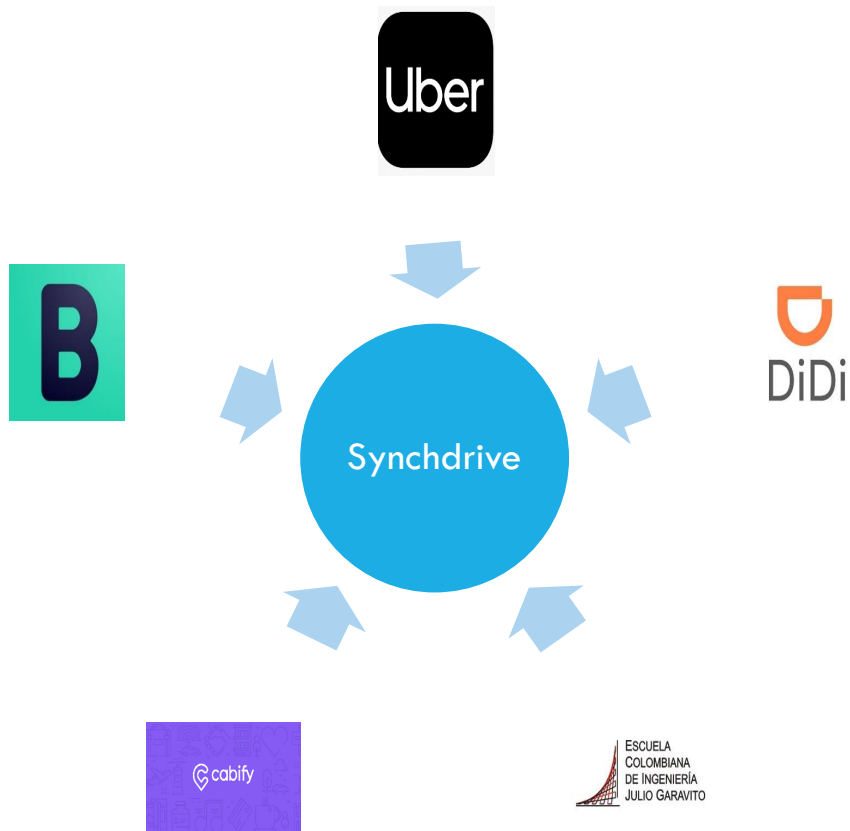 Uber
B
DiDi
Synchdrive
cabify
ESCUELA
COLOMBIANA
DE INGENIERÍA
JULIO GARAVITO